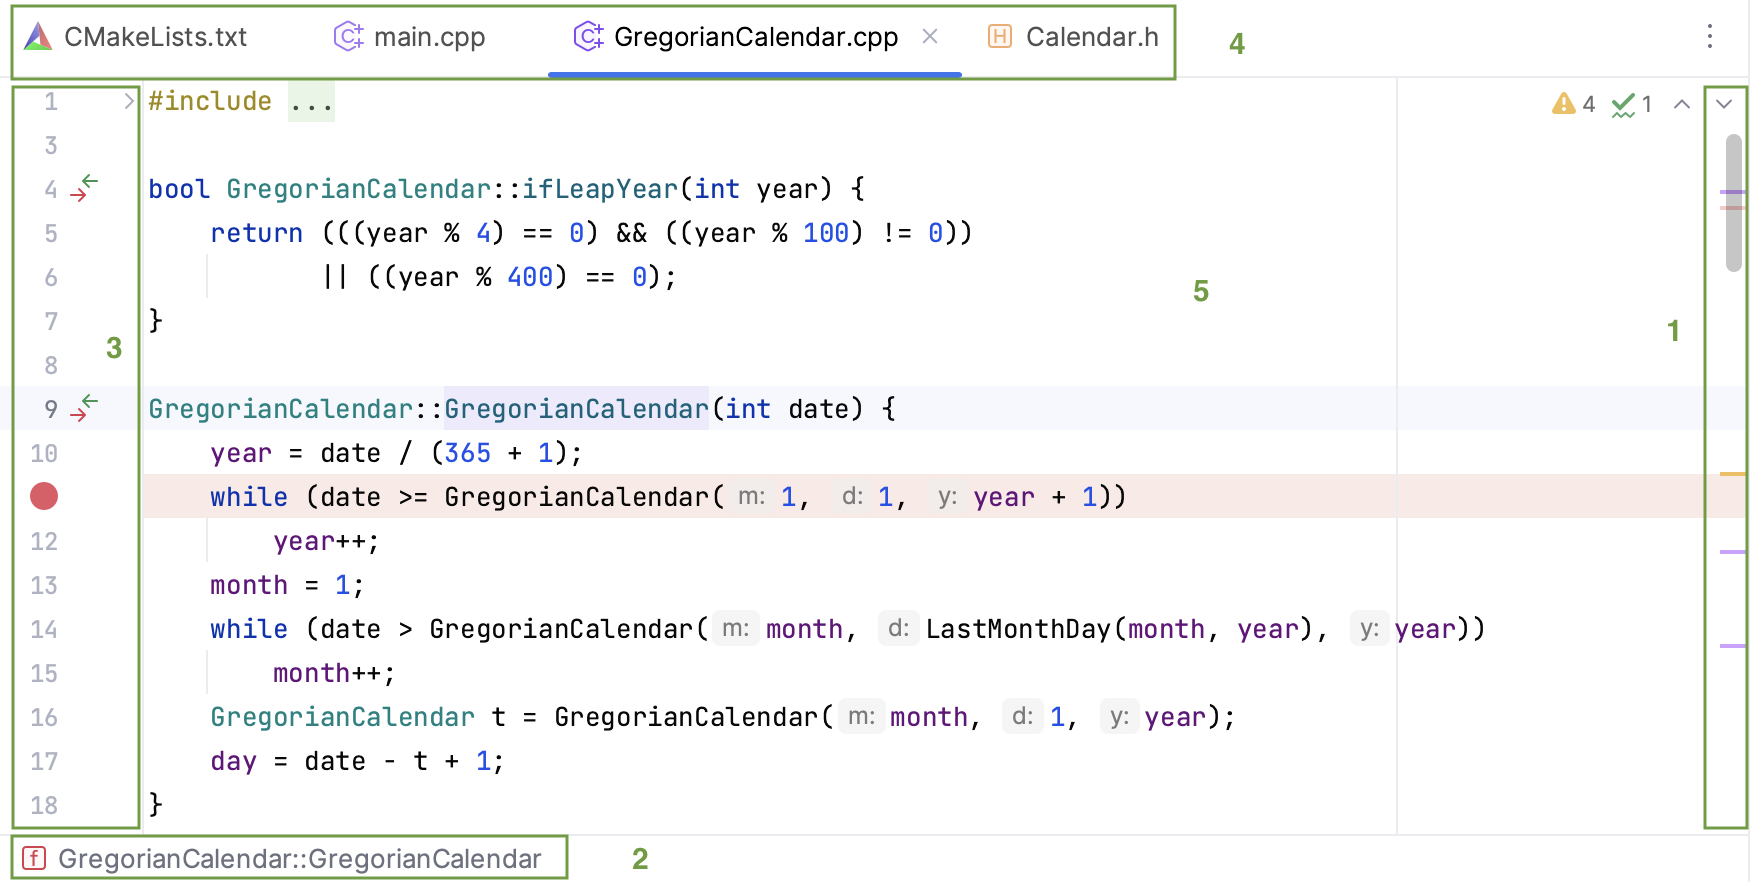 CMakeLists.txt main.cpp GregorianCalendar.cpp Calendar.h 4
1 #include ... 4 1
3
4 bool GregorianCalendar::ifLeapYear(int year) {
5 return (((year % 4) == 0) && ((year % 100) != 0))
6 || ((year % 400) == 0);
5
7 }
3
1
8
9 GregorianCalendar::GregorianCalendar(int date) {
10 year = date / (365 + 1);
while (date >= GregorianCalendar( m: 1, d: 1, y: year + 1))
12 year++;
13 month = 1;
14 while (date > GregorianCalendar( m: month, d: LastMonthDay(month, year), y: year))
15 month++;
16 GregorianCalendar t = GregorianCalendar( m: month, d: 1, y: year);
17 day = date - t + 1;
18 }
f GregorianCalendar::GregorianCalendar 2